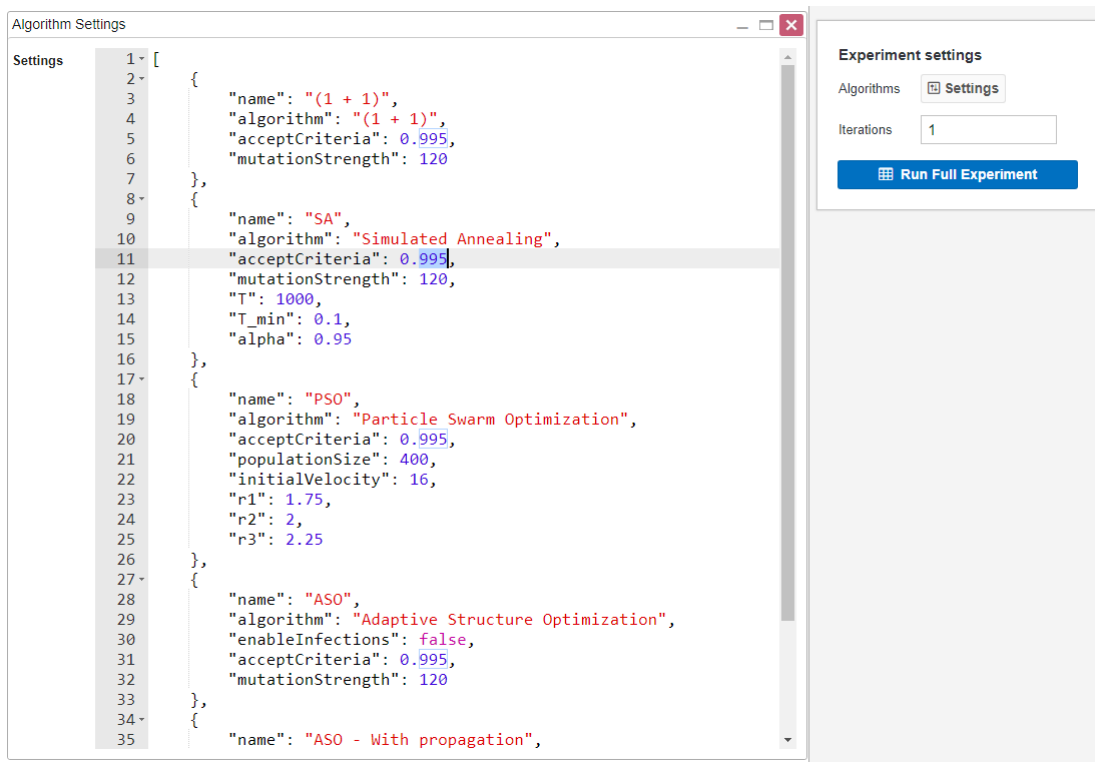 Algorithm Settings
Settings
1 [
2     {
3         "name": "(1 + 1)",
4         "algorithm": "(1 + 1)",
5         "acceptCriteria": 0.995,
6         "mutationStrength": 120
7     },
8     {
9         "name": "SA",
10         "algorithm": "Simulated Annealing",
11         "acceptCriteria": 0.995,
12         "mutationStrength": 120,
13         "T": 1000,
14         "T_min": 0.1,
15         "alpha": 0.95
16     },
17     {
18         "name": "PSO",
19         "algorithm": "Particle Swarm Optimization",
20         "acceptCriteria": 0.995,
21         "populationSize": 400,
22         "initialVelocity": 16,
23         "r1": 1.75,
24         "r2": 2,
25         "r3": 2.25
26     },
27     {
28         "name": "ASO",
29         "algorithm": "Adaptive Structure Optimization",
30         "enableInfections": false,
31         "acceptCriteria": 0.995,
32         "mutationStrength": 120
33     },
34     {
35         "name": "ASO - With propagation",
Experiment settings
Algorithms Settings
Iterations 1
Run Full Experiment